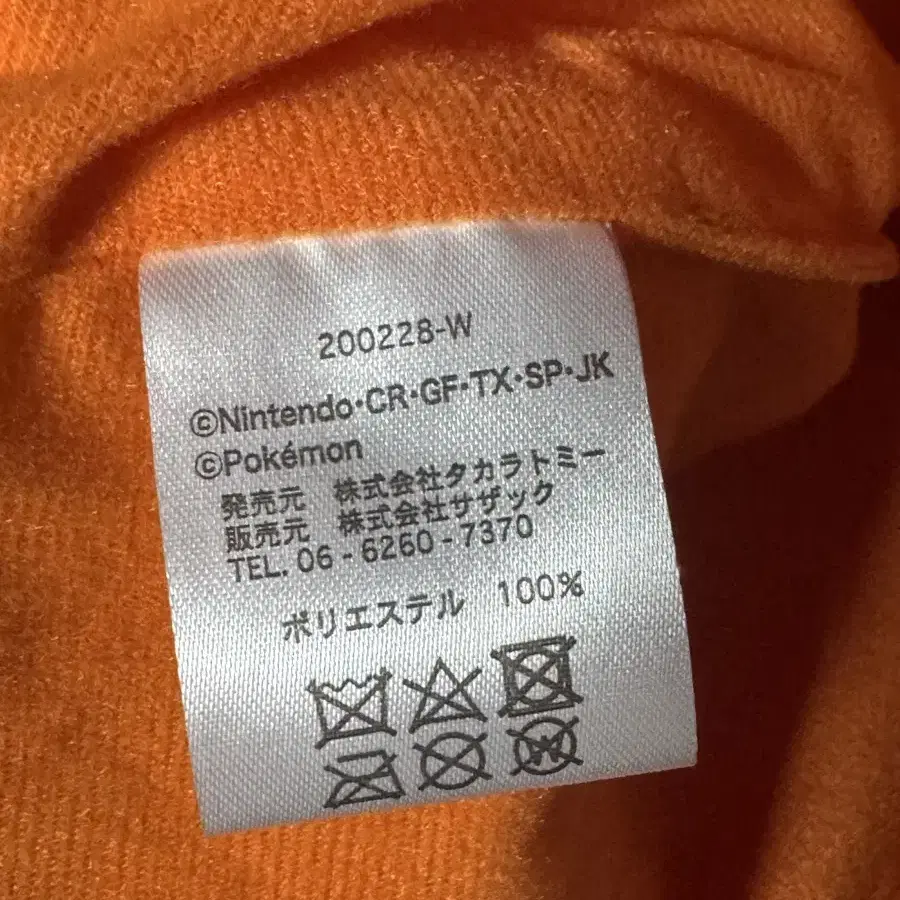 200228-W
©Nintendo・CR・GF・TX・SP・JK
©Pokémon
発売元　株式会社タカラトミー
販売元　株式会社サザック
TEL. 06 - 6260 - 7370
ポリエステル　100%